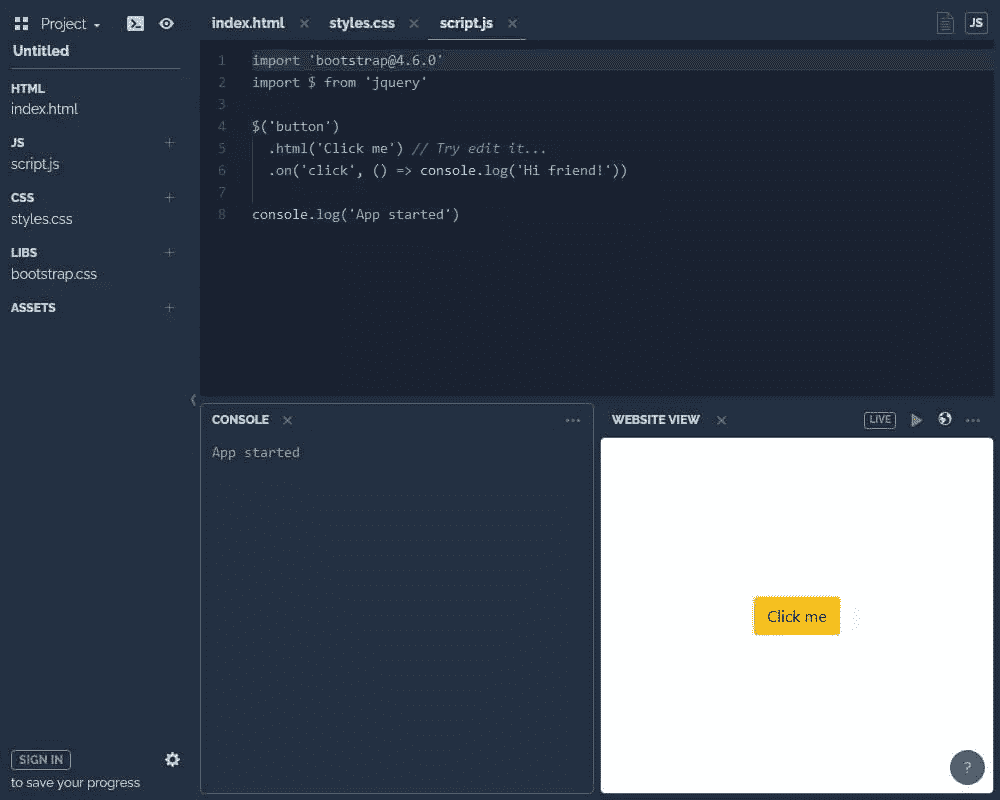 Project
index.html styles.css script.js
JS
Untitled
HTML
index.html
JS
script.js
CSS
styles.css
LIBS
bootstrap.css
ASSETS
1 import 'bootstrap@4.6.0'
2 import $ from 'jquery'
3
4 $('button')
5 .html('Click me') // Try edit it...
6 .on('click', () => console.log('Hi friend!'))
7
8 console.log('App started')
CONSOLE
App started
WEBSITE VIEW
LIVE
Click me
SIGN IN
to save your progress
?